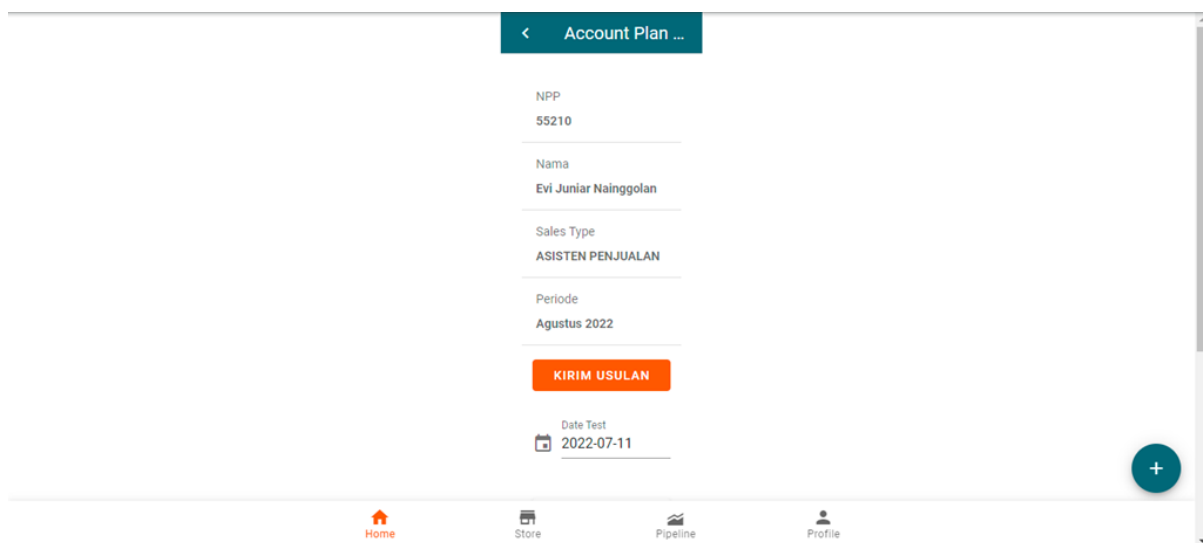 Account Plan ...
NPP
55210
Nama
Evi Juniar Nainggolan
Sales Type
ASISTEN PENJUALAN
Periode
Agustus 2022
KIRIM USULAN
Date Test
2022-07-11
+
Home
Store
Pipeline
Profile